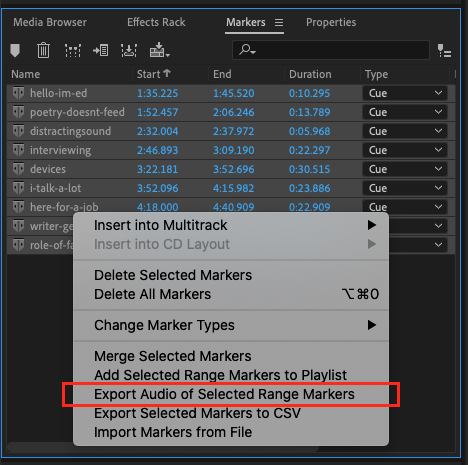 Media Browser Effects Rack Markers Properties
Name Start End Duration Type
hello-im-ed 1:35.225 1:45.520 0:10.295 Cue
poetry-doesnt-feed 1:52.457 2:06.246 0:13.789 Cue
distractingsound 2:32.004 2:37.972 0:05.968 Cue
interviewing 2:46.893 3:09.190 0:22.297 Cue
devices 3:22.181 3:52.696 0:30.515 Cue
i-talk-a-lot 3:52.096 4:15.982 0:23.886 Cue
here-for-a-job 4:18.000 4:40.909 0:22.909 Cue
writer-ge Cue
role-of-fa Cue
Insert into Multitrack
Insert into CD Layout
Delete Selected Markers
Delete All Markers ⌥⌘0
Change Marker Types
Merge Selected Markers
Add Selected Range Markers to Playlist
Export Audio of Selected Range Markers
Export Selected Markers to CSV
Import Markers from File